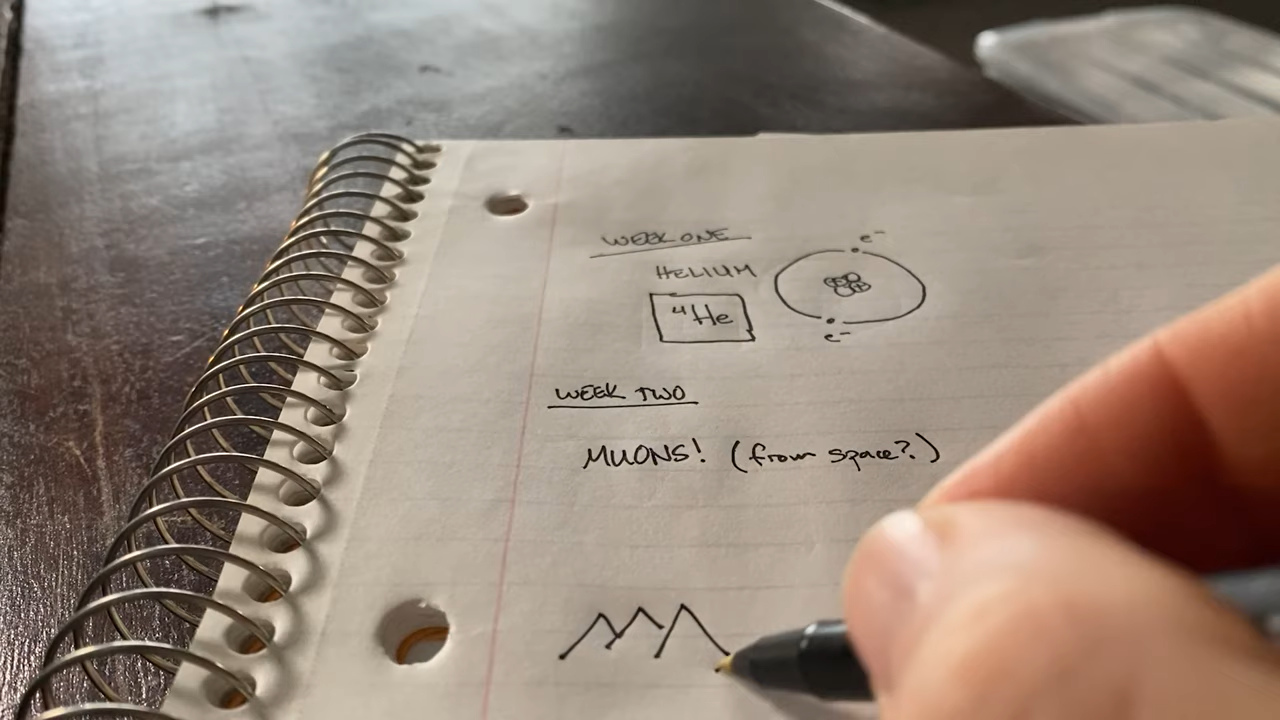 WEEK ONE
HELIUM
e⁻
⁴He
e⁻
WEEK TWO
MUONS! (from space?)